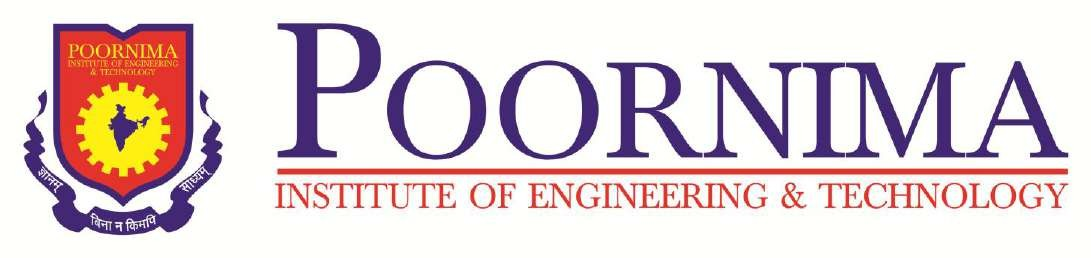 POORNIMA
INSTITUTE OF ENGINEERING
& TECHNOLOGY
ज्ञानम्
बिना न किमपि
साध्यम्
POORNIMA
INSTITUTE OF ENGINEERING & TECHNOLOGY